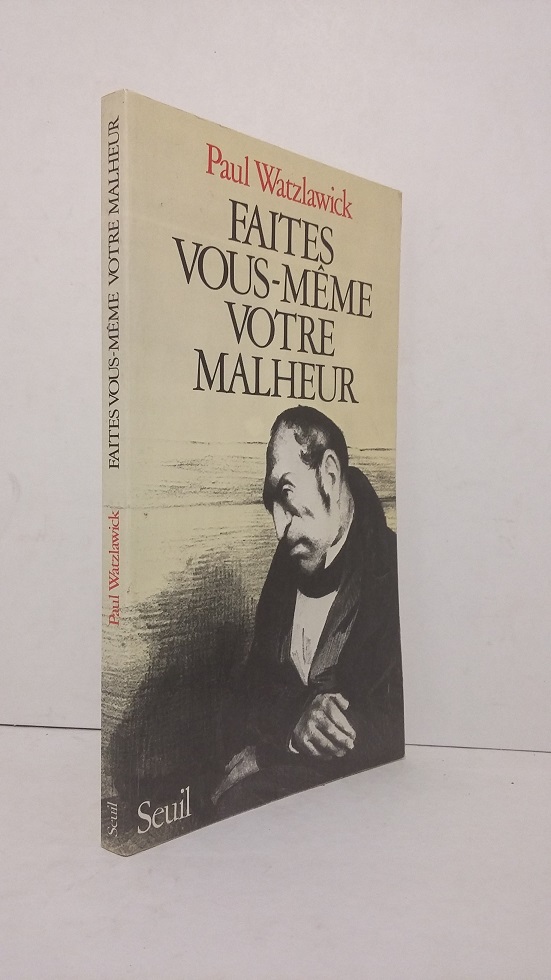 Paul Watzlawick
FAITES
VOUS-MÊME
VOTRE
MALHEUR
Seuil
FAITES VOUS-MÊME VOTRE MALHEUR
Paul Watzlawick
Seuil